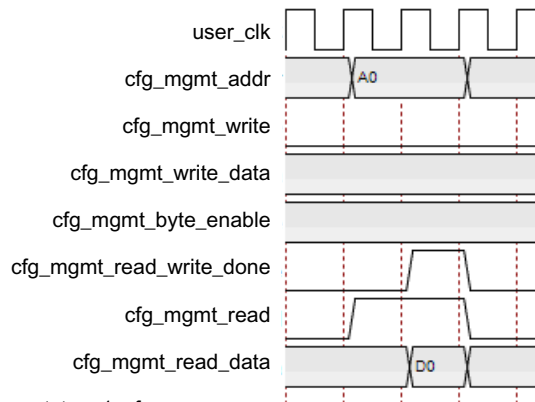 user_clk
cfg_mgmt_addr A0
cfg_mgmt_write
cfg_mgmt_write_data
cfg_mgmt_byte_enable
cfg_mgmt_read_write_done
cfg_mgmt_read
cfg_mgmt_read_data D0